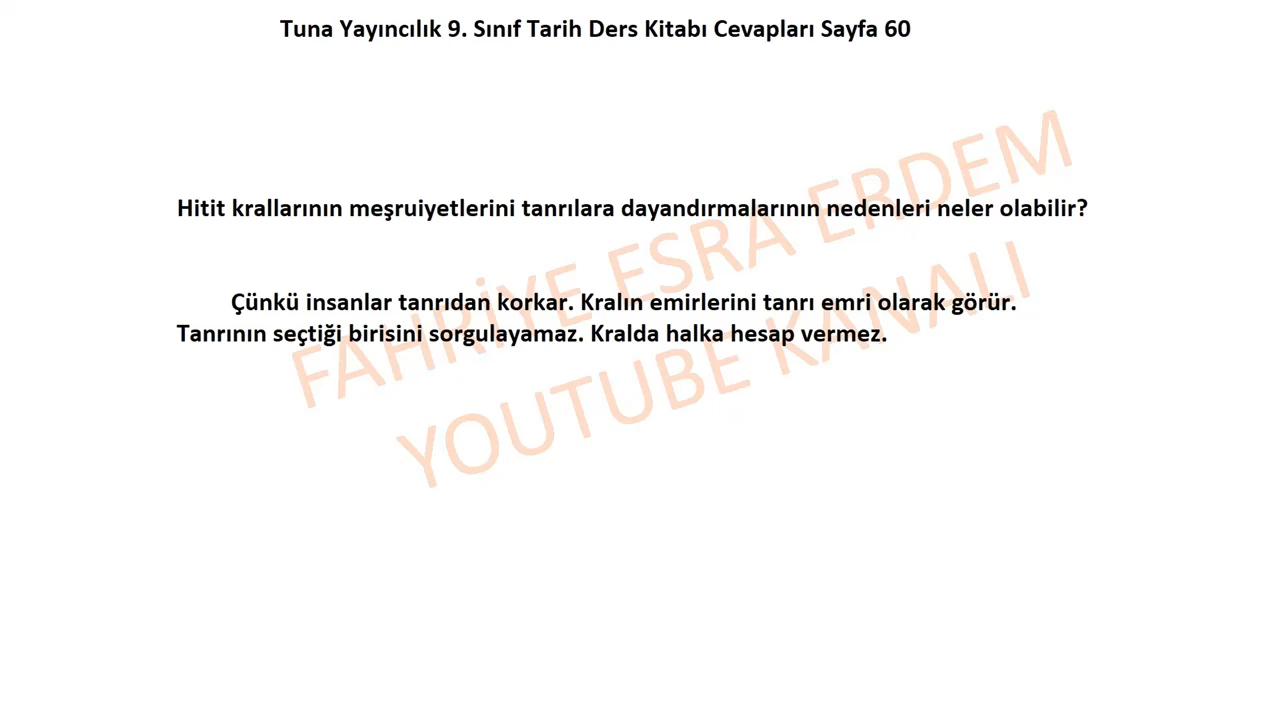 Tuna Yayıncılık 9. Sınıf Tarih Ders Kitabı Cevapları Sayfa 60
Hitit krallarının meşruiyetlerini tanrılara dayandırmalarının nedenleri neler olabilir?
Çünkü insanlar tanrıdan korkar. Kralın emirlerini tanrı emri olarak görür.
Tanrının seçtiği birisini sorgulayamaz. Kralda halka hesap vermez.
FAHRİYE ESRA ERDEM
YOUTUBE KANALI